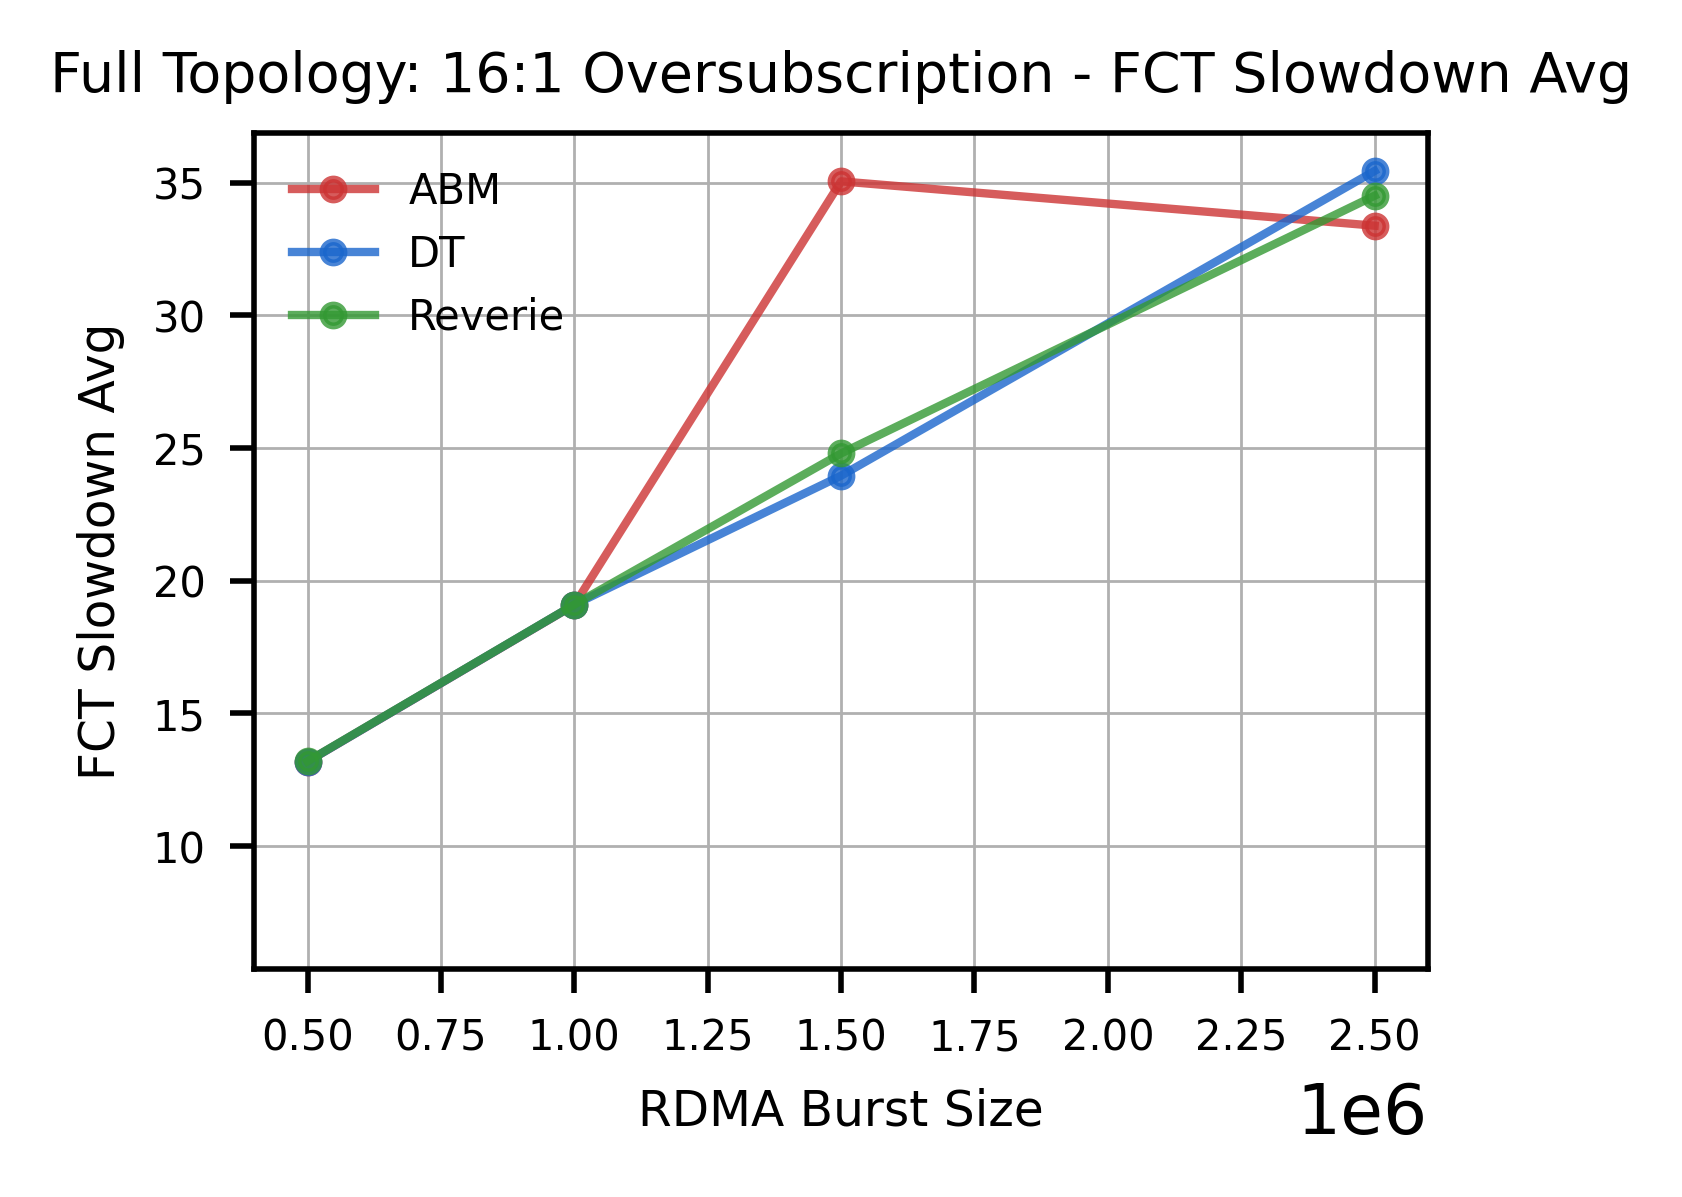 Full Topology: 16:1 Oversubscription - FCT Slowdown Avg
ABM
DT
Reverie
FCT Slowdown Avg
35
30
25
20
15
10
0.50 0.75 1.00 1.25 1.50 1.75 2.00 2.25 2.50
RDMA Burst Size
1e6